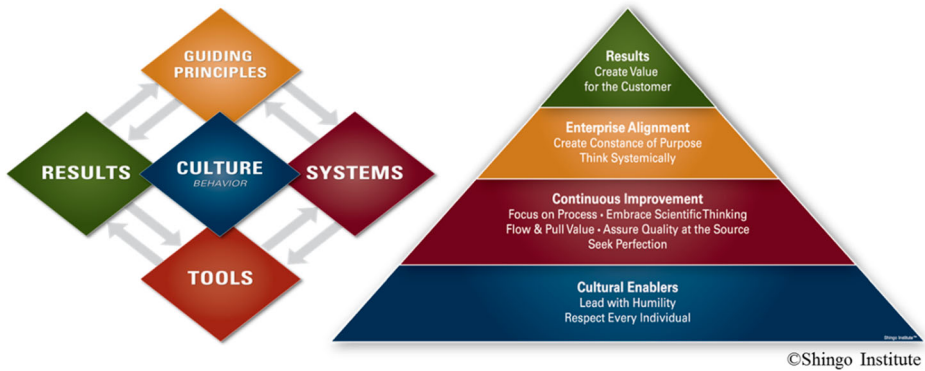 GUIDING
PRINCIPLES
RESULTS
CULTURE
BEHAVIOR
SYSTEMS
TOOLS
Results
Create Value
for the Customer
Enterprise Alignment
Create Constance of Purpose
Think Systemically
Continuous Improvement
Focus on Process • Embrace Scientific Thinking
Flow & Pull Value • Assure Quality at the Source
Seek Perfection
Cultural Enablers
Lead with Humility
Respect Every Individual
Shingo Institute™
©Shingo Institute